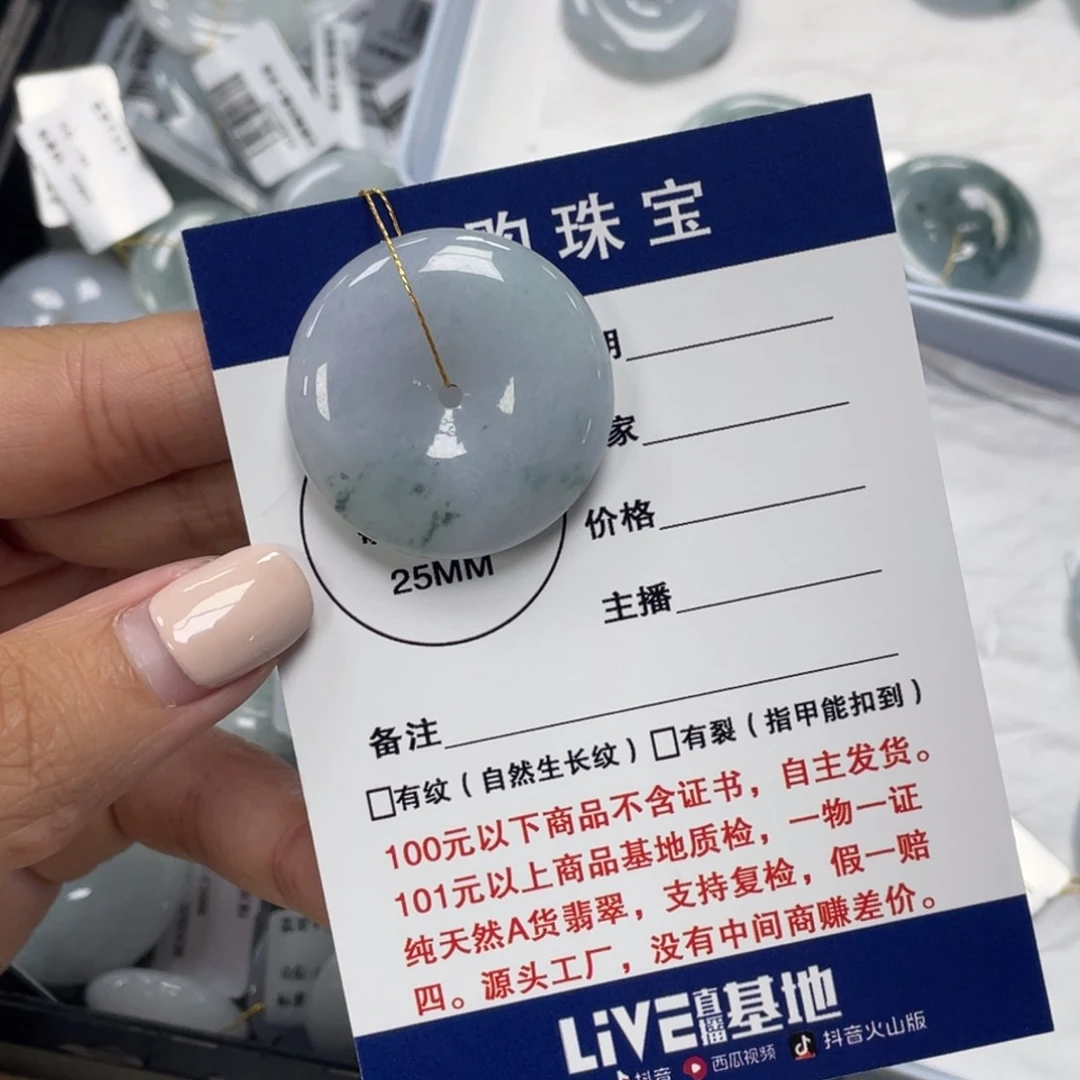 购珠宝
家
价格
25MM
主播
备注
□有纹（自然生长纹）□有裂（指甲能扣到）
100元以下商品不含证书，自主发货。
101元以上商品基地质检，一物一证
纯天然A货翡翠，支持复检，假一赔
四。源头工厂，没有中间商赚差价。
LiVE直播基地
抖音 西瓜视频 抖音火山版